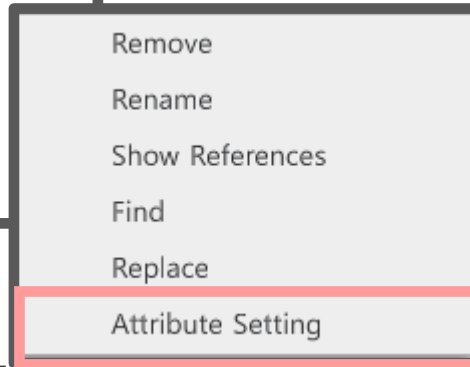 Remove
Rename
Show References
Find
Replace
Attribute Setting